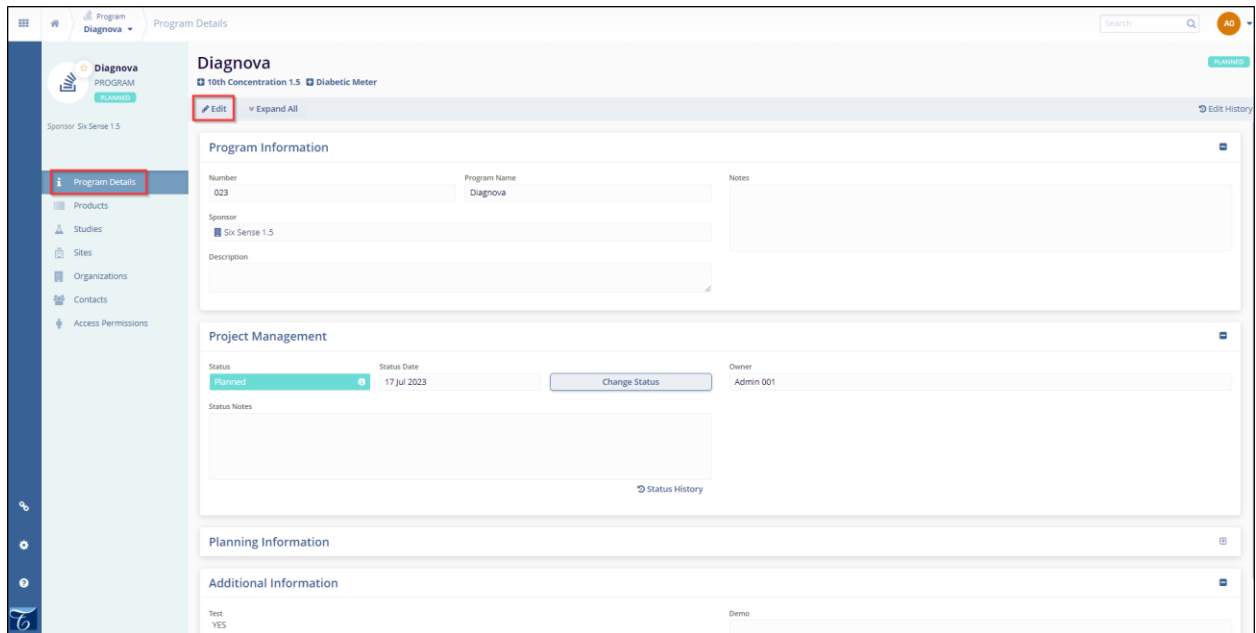 Program
Diagnova
Program Details
Search
AD
Diagnova
PROGRAM
PLANNED
Sponsor Six Sense 1.5
Program Details
Products
Studies
Sites
Organizations
Contacts
Access Permissions
Diagnova
PLANNED
10th Concentration 1.5 Diabetic Meter
Edit Expand All Edit History
Program Information
Number Program Name Notes
023 Diagnova
Sponsor
Six Sense 1.5
Description
Project Management
Status Status Date Owner
Planned 17 Jul 2023 Change Status Admin 001
Status Notes
Status History
Planning Information
Additional Information
Test Demo
YES